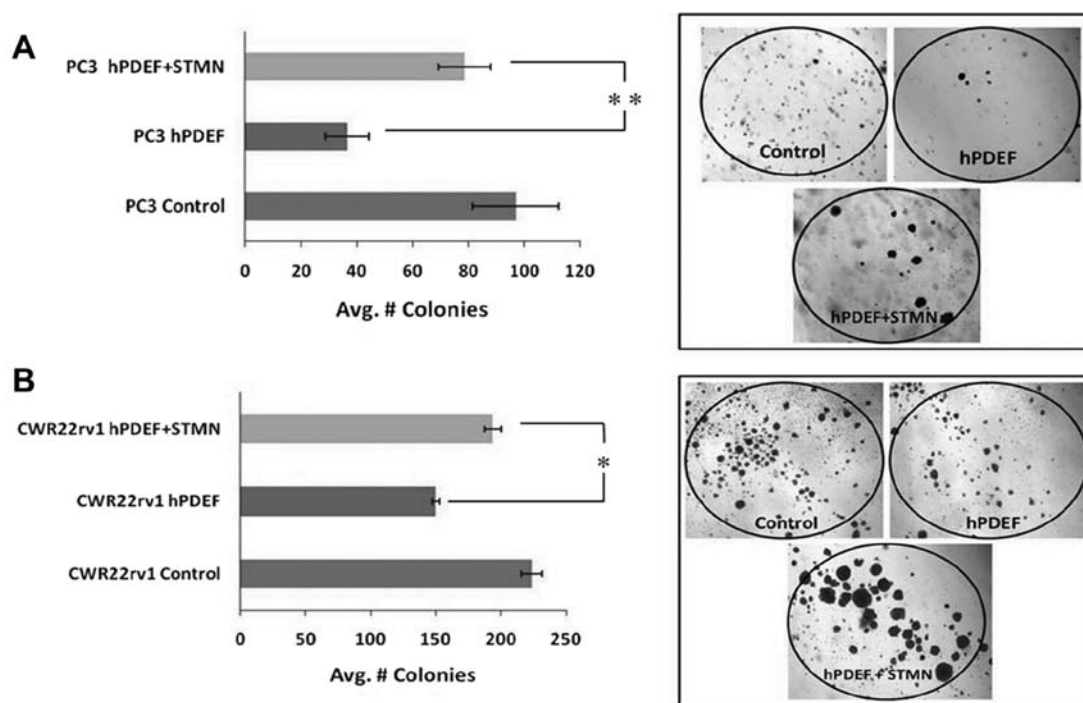 A
PC3 hPDEF+STMN
PC3 hPDEF
PC3 Control
* *
0 20 40 60 80 100 120
Avg. # Colonies
Control
hPDEF
hPDEF+STMN
B
CWR22rv1 hPDEF+STMN
CWR22rv1 hPDEF
CWR22rv1 Control
*
0 50 100 150 200 250
Avg. # Colonies
Control
hPDEF
hPDEF + STMN